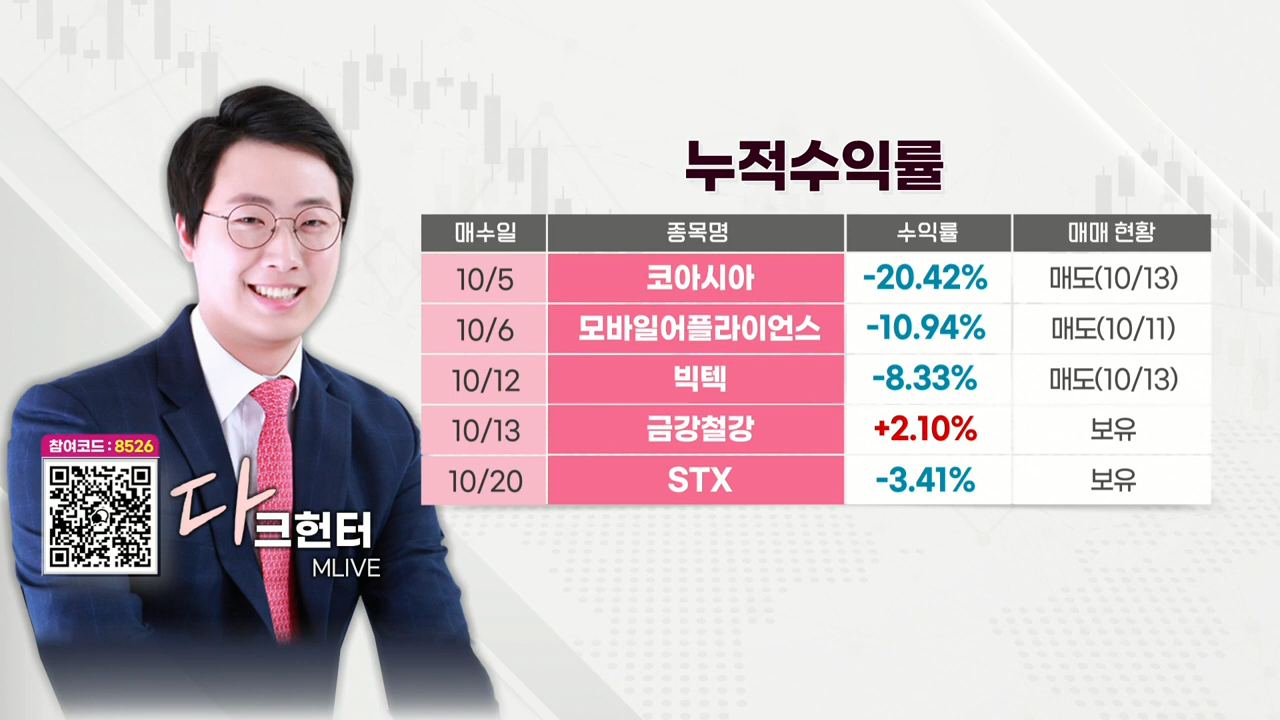 누적수익률
매수일 종목명 수익률 매매 현황
10/5 코아시아 -20.42% 매도(10/13)
10/6 모바일어플라이언스 -10.94% 매도(10/11)
10/12 빅텍 -8.33% 매도(10/13)
10/13 금강철강 +2.10% 보유
10/20 STX -3.41% 보유
참여코드 : 8526
다크헌터
MLIVE